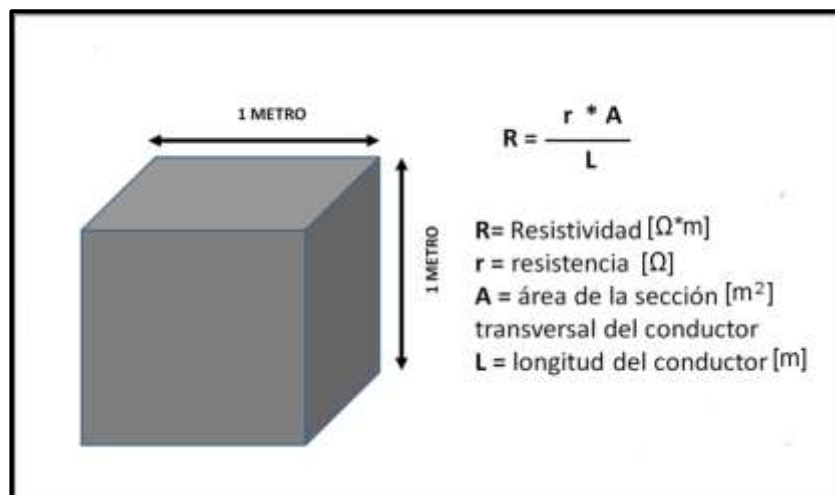 1 METRO
1 METRO
R = r * A
L
R= Resistividad [Ω*m]
r = resistencia [Ω]
A = área de la sección [m²]
transversal del conductor
L = longitud del conductor [m]